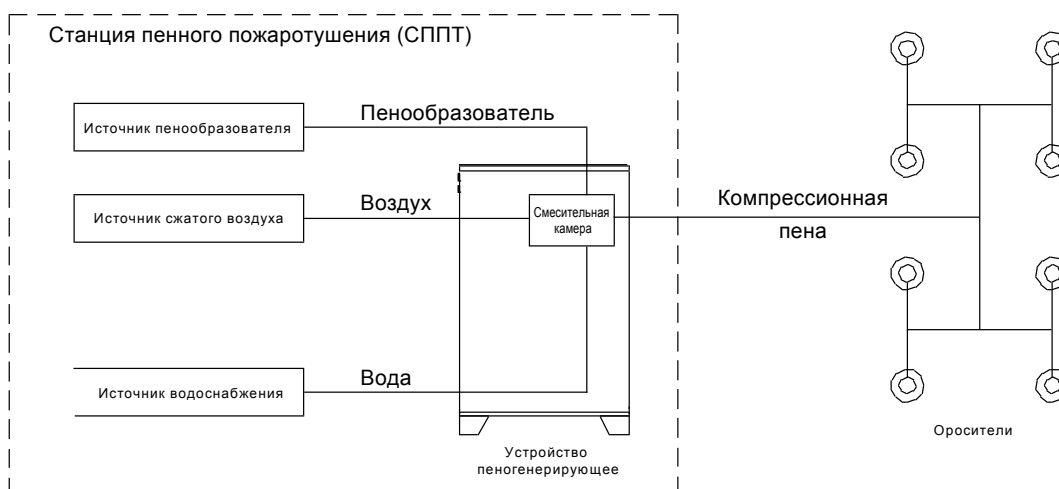 Станция пенного пожаротушения (СППТ)
Пенообразователь
Источник пенообразователя
Воздух
Источник сжатого воздуха
Смесительная
камера
Компрессионная
пена
Вода
Источник водоснабжения
Устройство
пеногенерирующее
Оросители